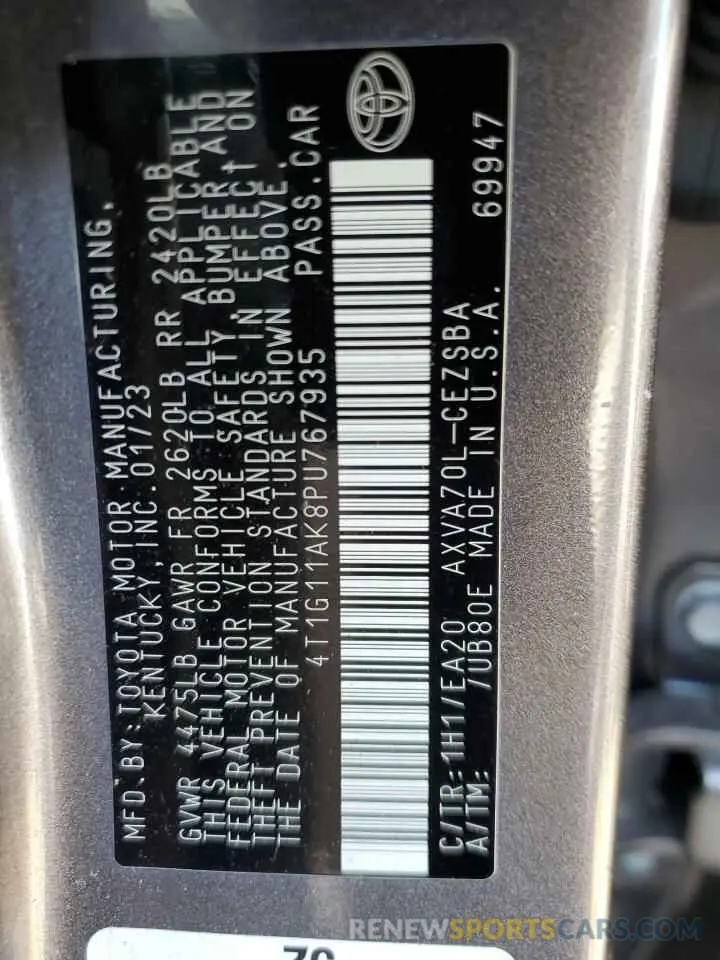 MFD.BY: TOYOTA MOTOR MANUFACTURING,
KENTUCKY, INC. 01/23
GVWR 4475LB GAWR FR 2620LB RR 2420LB
THIS VEHICLE CONFORMS TO ALL APPLICABLE
FEDERAL MOTOR VEHICLE SAFETY, BUMPER AND
THEFT PREVENTION STANDARDS IN EFFECT ON
THE DATE OF MANUFACTURE SHOWN ABOVE.
4T1G11AK8PU767935 PASS.CAR
C/TR: 1H1/EA20 AXVA70L-CEZSBA 69947
A/TM: /UB80E MADE IN U.S.A.
RENEWSPORTSCARS.COM